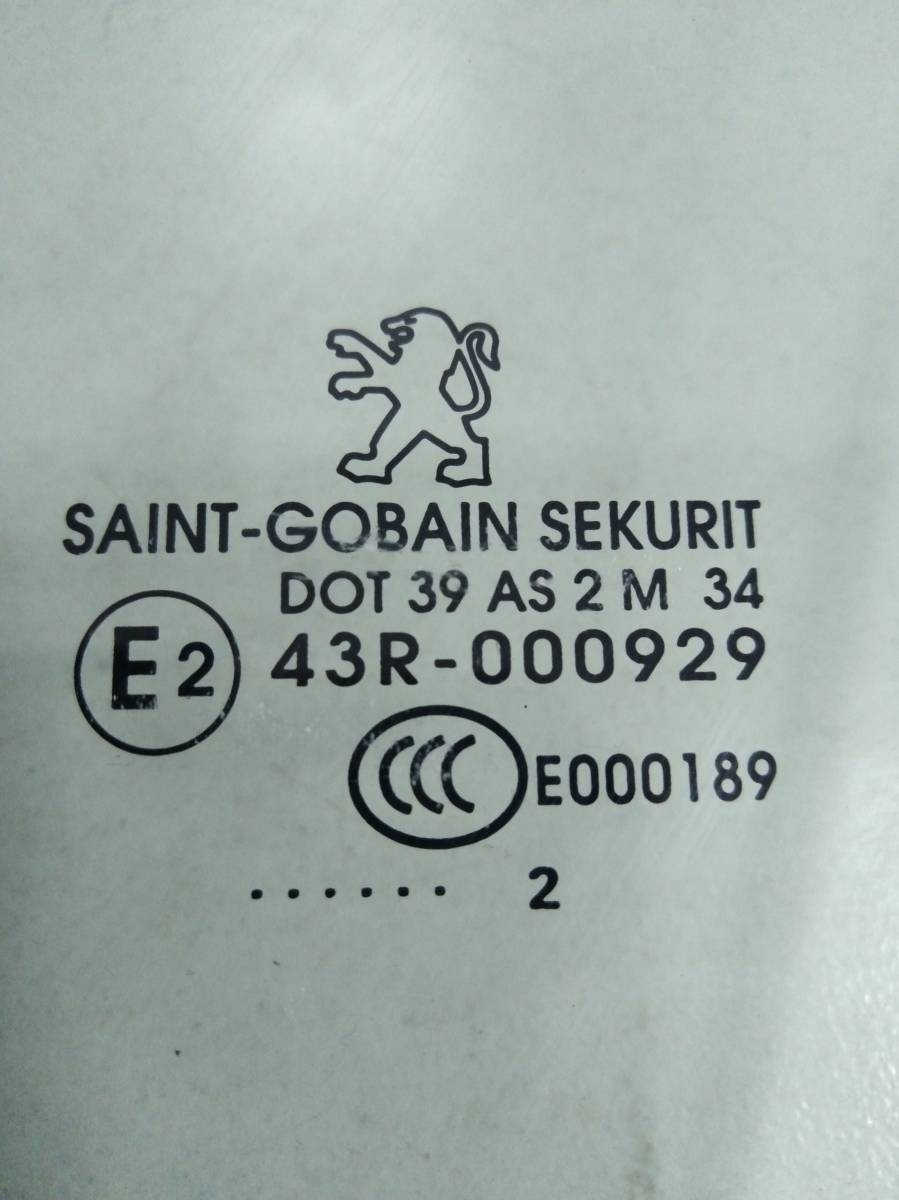 SAINT-GOBAIN SEKURIT
DOT 39 AS 2 M 34
E2 43R-000929
CCC E000189
...... 2